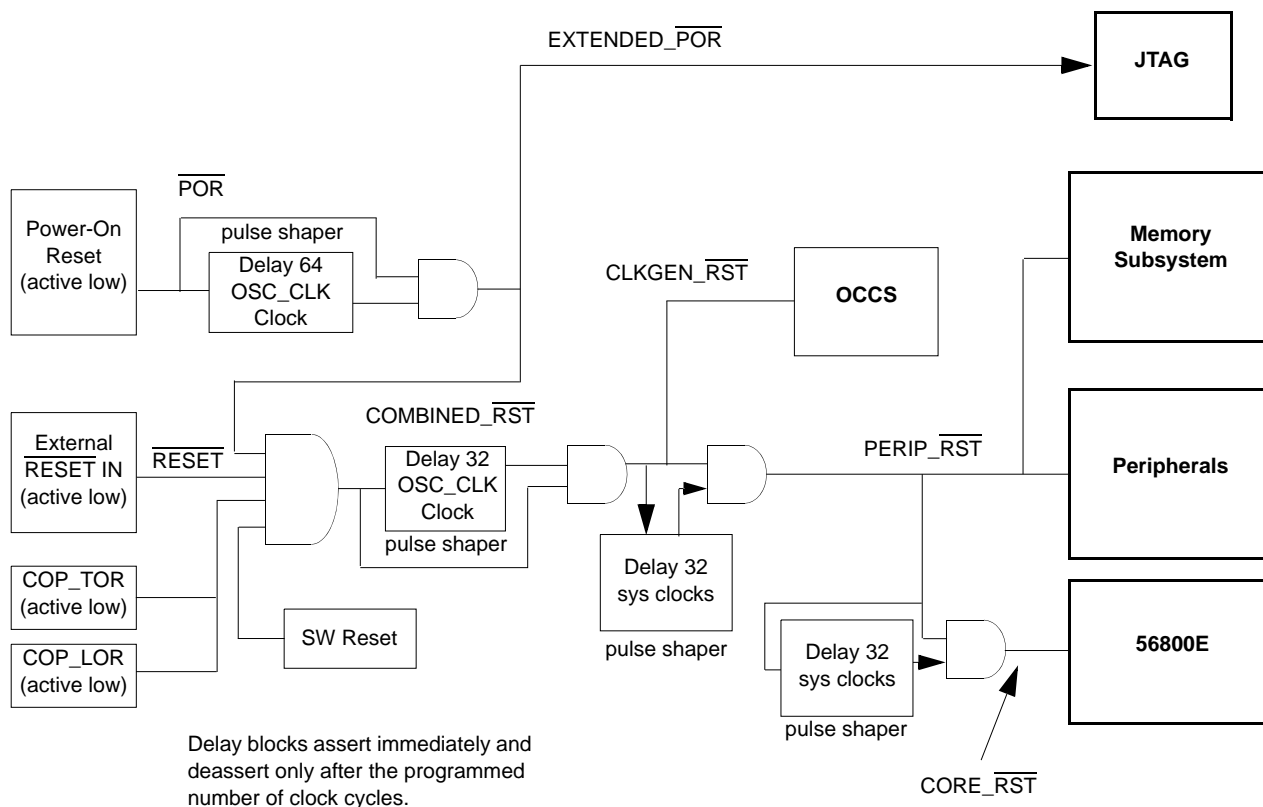 EXTENDED_POR
JTAG
POR
Power-On
Reset
(active low)
pulse shaper
Delay 64
OSC_CLK
Clock
CLKGEN_RST
OCCS
Memory
Subsystem
External
RESET IN
(active low)
RESET
COMBINED_RST
Delay 32
OSC_CLK
Clock
pulse shaper
PERIP_RST
Peripherals
COP_TOR
(active low)
SW Reset
COP_LOR
(active low)
Delay 32
sys clocks
pulse shaper
Delay 32
sys clocks
pulse shaper
56800E
CORE_RST
Delay blocks assert immediately and
deassert only after the programmed
number of clock cycles.